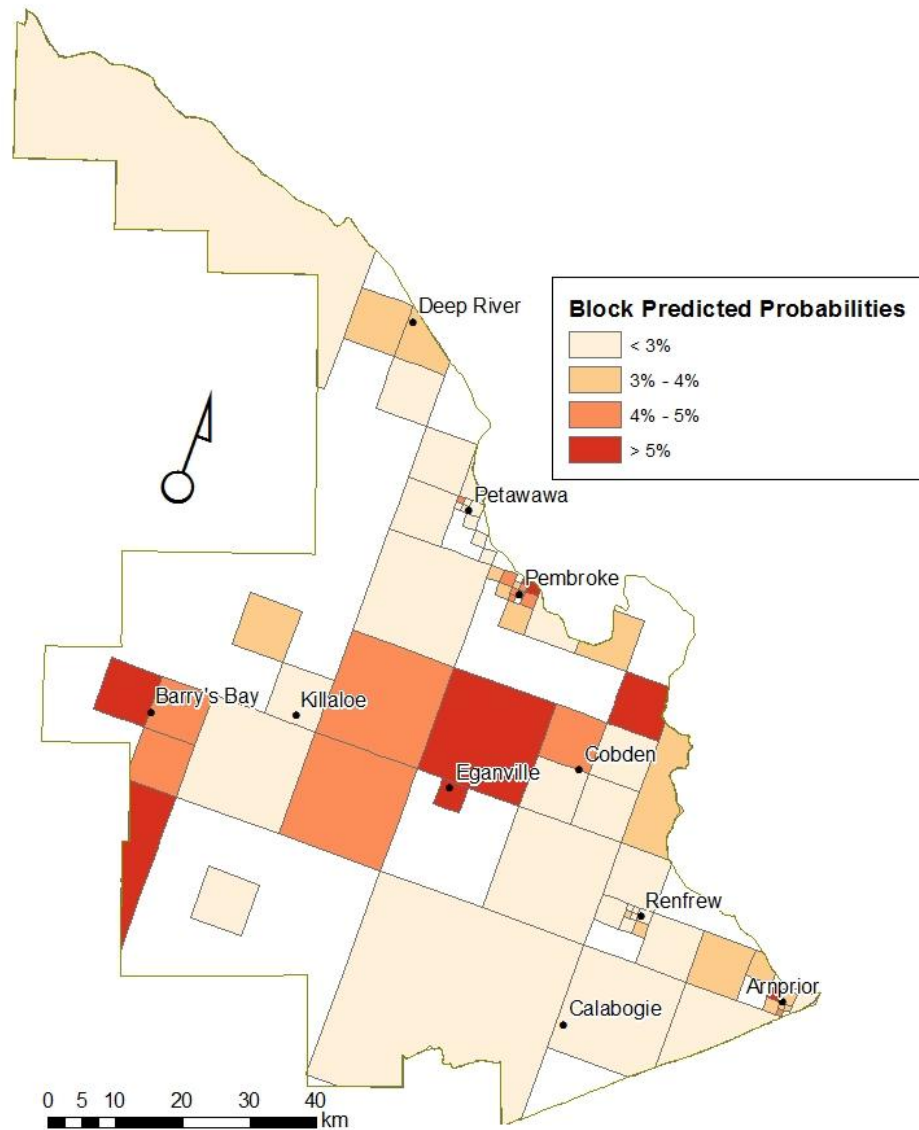 Deep River
Block Predicted Probabilities
< 3%
3% - 4%
4% - 5%
> 5%
Petawawa
Pembroke
Barry's Bay
Killaloe
Cobden
Eganville
Renfrew
Arnprior
Calabogie
0 5 10 20 30 40
km